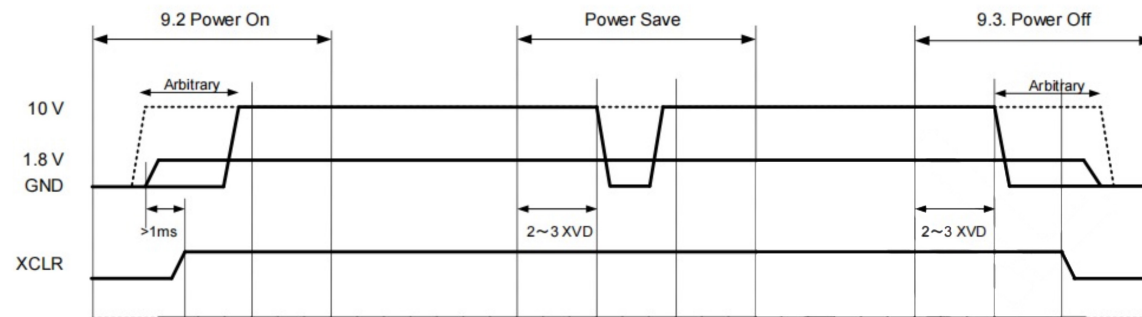 9.2 Power On
Power Save
9.3. Power Off
Arbitrary
Arbitrary
10 V
1.8 V
GND
>1ms
2～3 XVD
2～3 XVD
XCLR